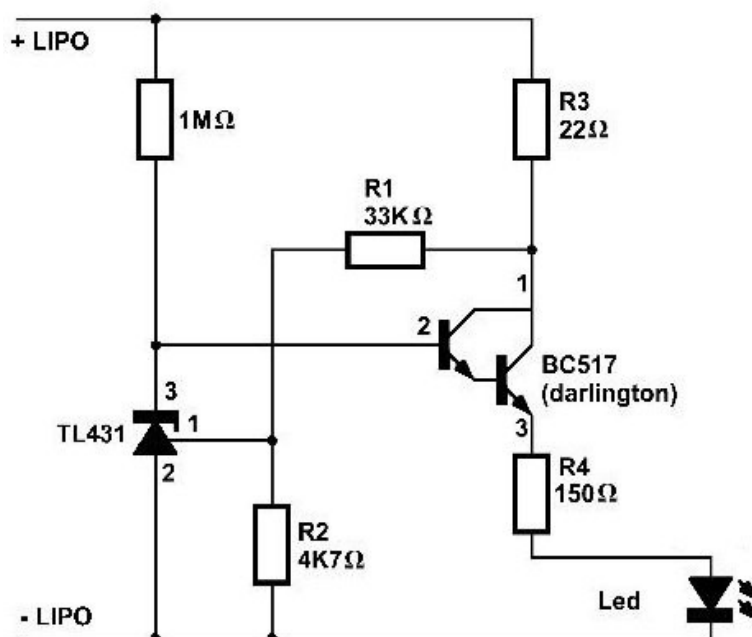 + LIPO
1MΩ
R3
22Ω
R1
33KΩ
1
2
BC517
(darlington)
3
3
1
TL431
2
R4
150Ω
R2
4K7Ω
Led
- LIPO